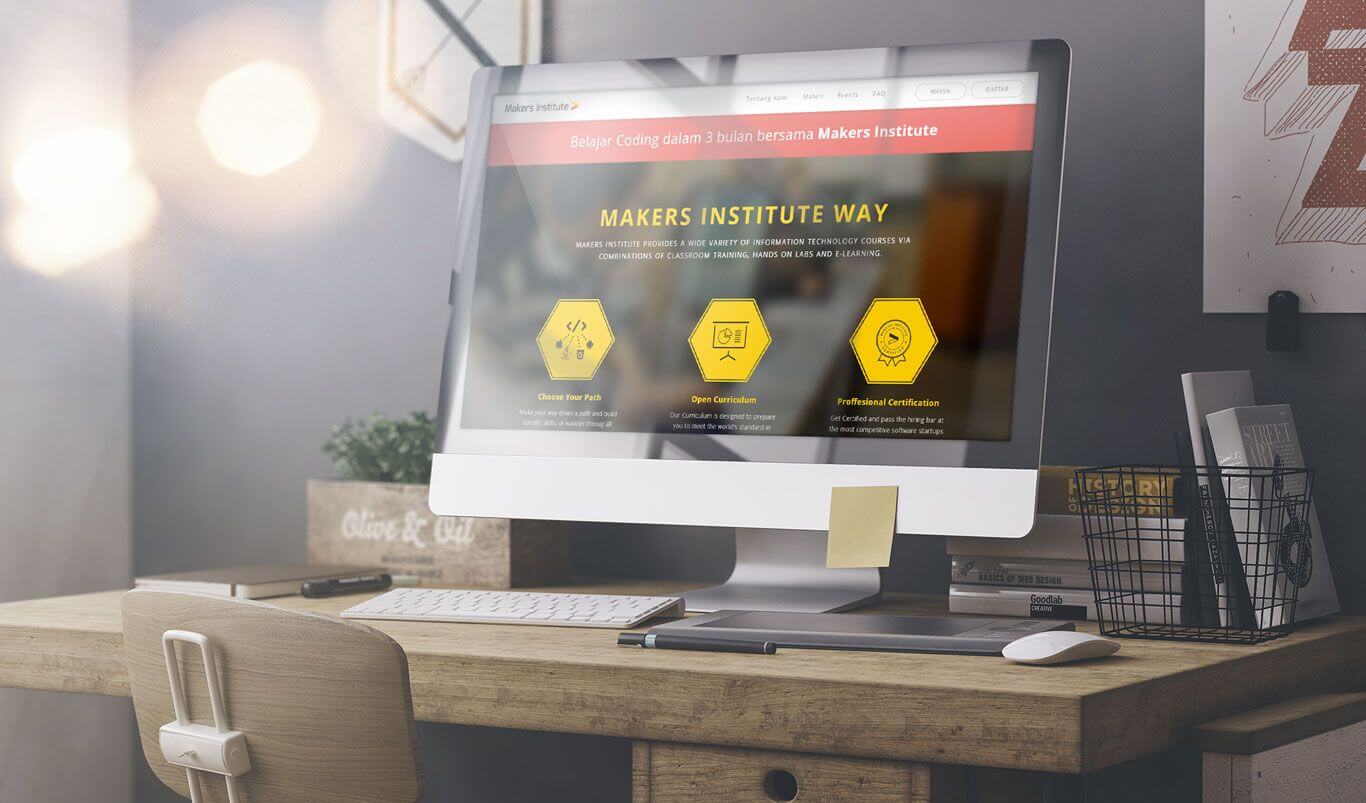 Makers Institute
Tentang Kami Materi Events FAQ MASUK DAFTAR
Belajar Coding dalam 3 bulan bersama Makers Institute
MAKERS INSTITUTE WAY
MAKERS INSTITUTE PROVIDES A WIDE VARIETY OF INFORMATION TECHNOLOGY COURSES VIA
COMBINATIONS OF CLASSROOM TRAINING, HANDS ON LABS AND E-LEARNING.
Choose Your Path
Make your way down a path and build
specific skills, or wander throug all
Open Curriculum
Our Curriculum is designed to prepare
you to meet the world's standard in
Proffesional Certification
Get Certified and pass the hiring bar at
the most competitive software startups
Olive & Oil
HISTORY
BASICS OF WEB DESIGN
Goodlab
CREATIVE
STREET